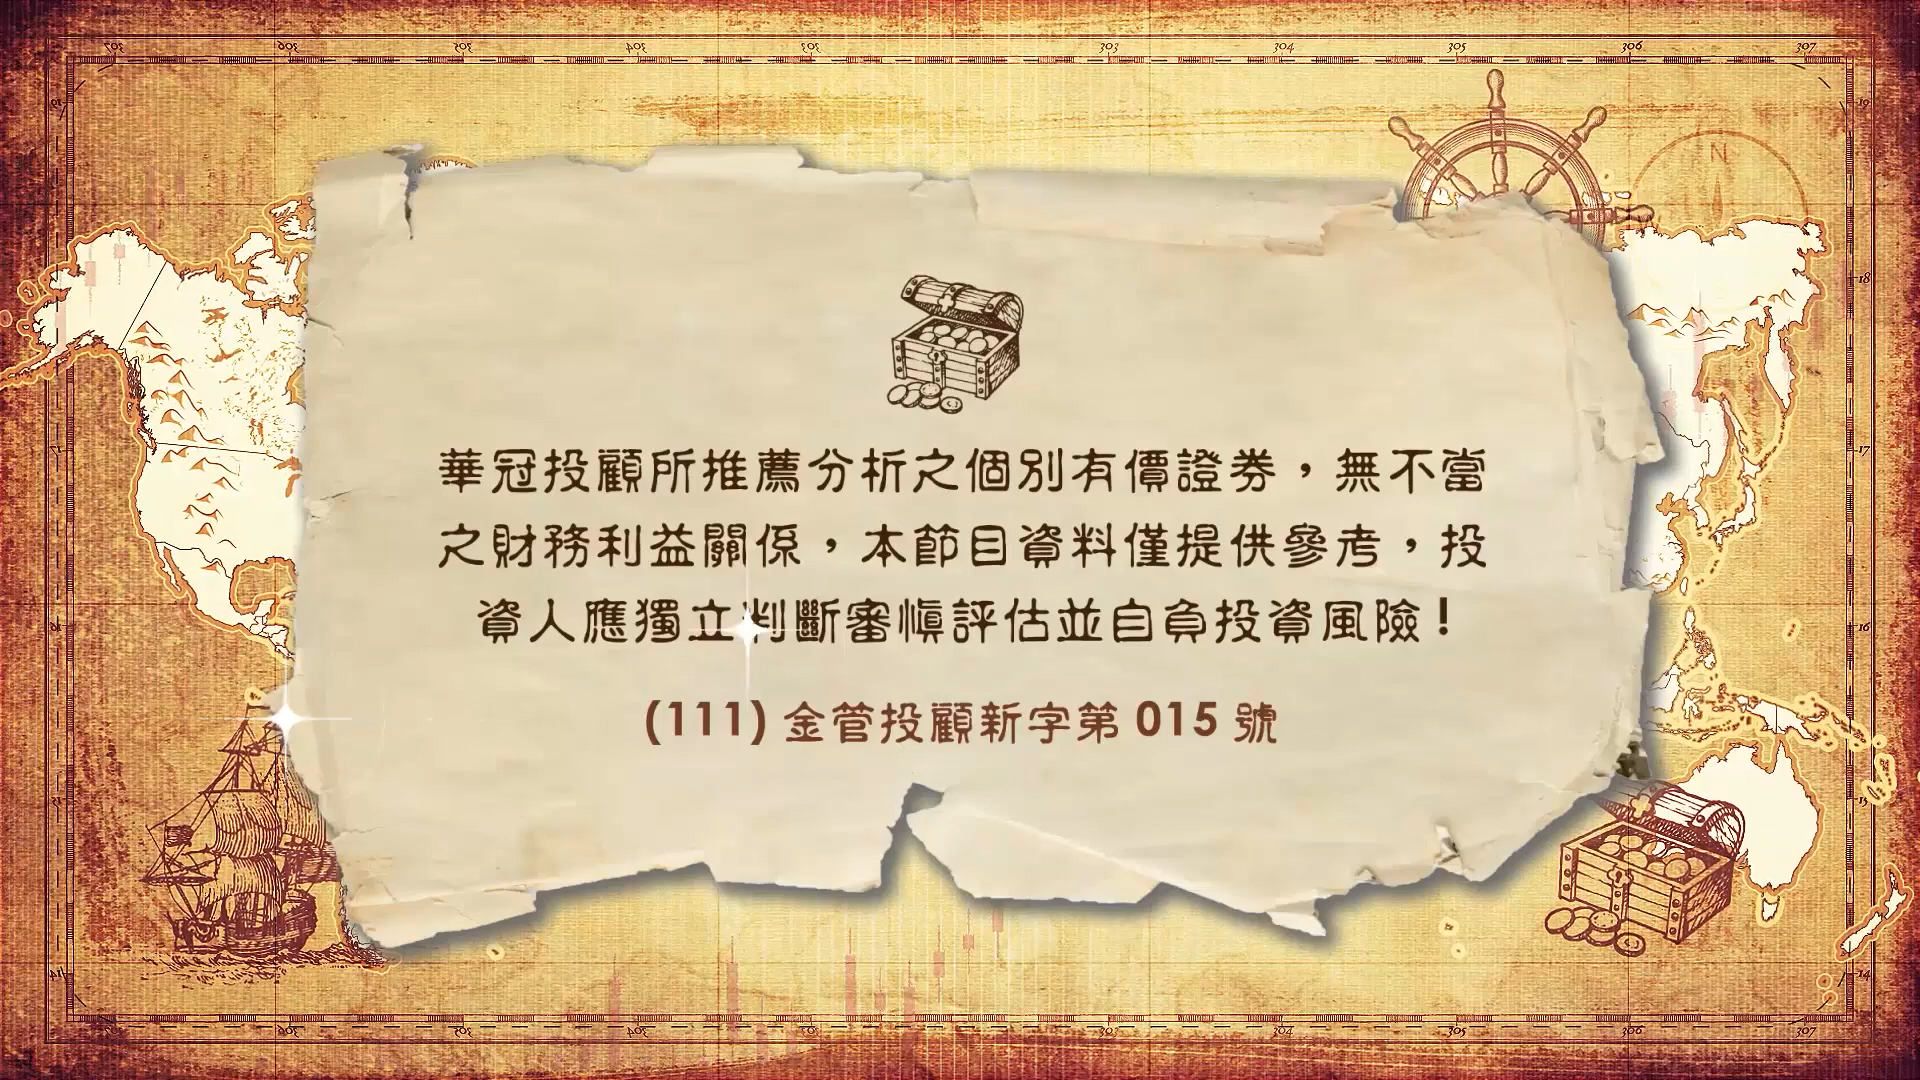 華冠投顧所推薦分析之個別有價證券，無不當
之財務利益關係，本節目資料僅提供參考，投
資人應獨立判斷審慎評估並自負投資風險！
(111) 金管投顧新字第 015 號